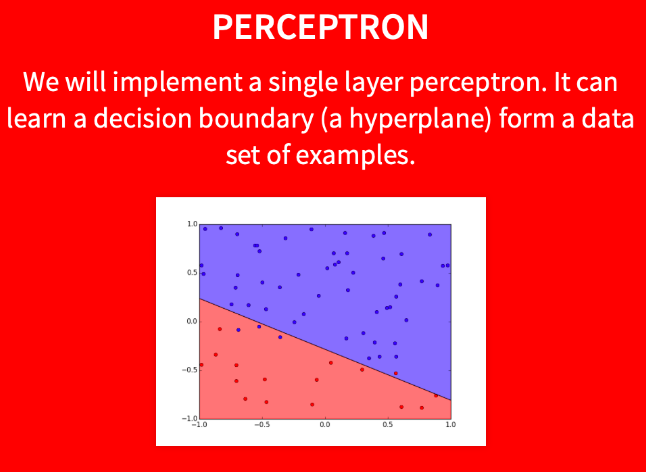 PERCEPTRON
We will implement a single layer perceptron. It can
learn a decision boundary (a hyperplane) form a data
set of examples.
1.0
0.5
0.0
−0.5
−1.0
−1.0 −0.5 0.0 0.5 1.0